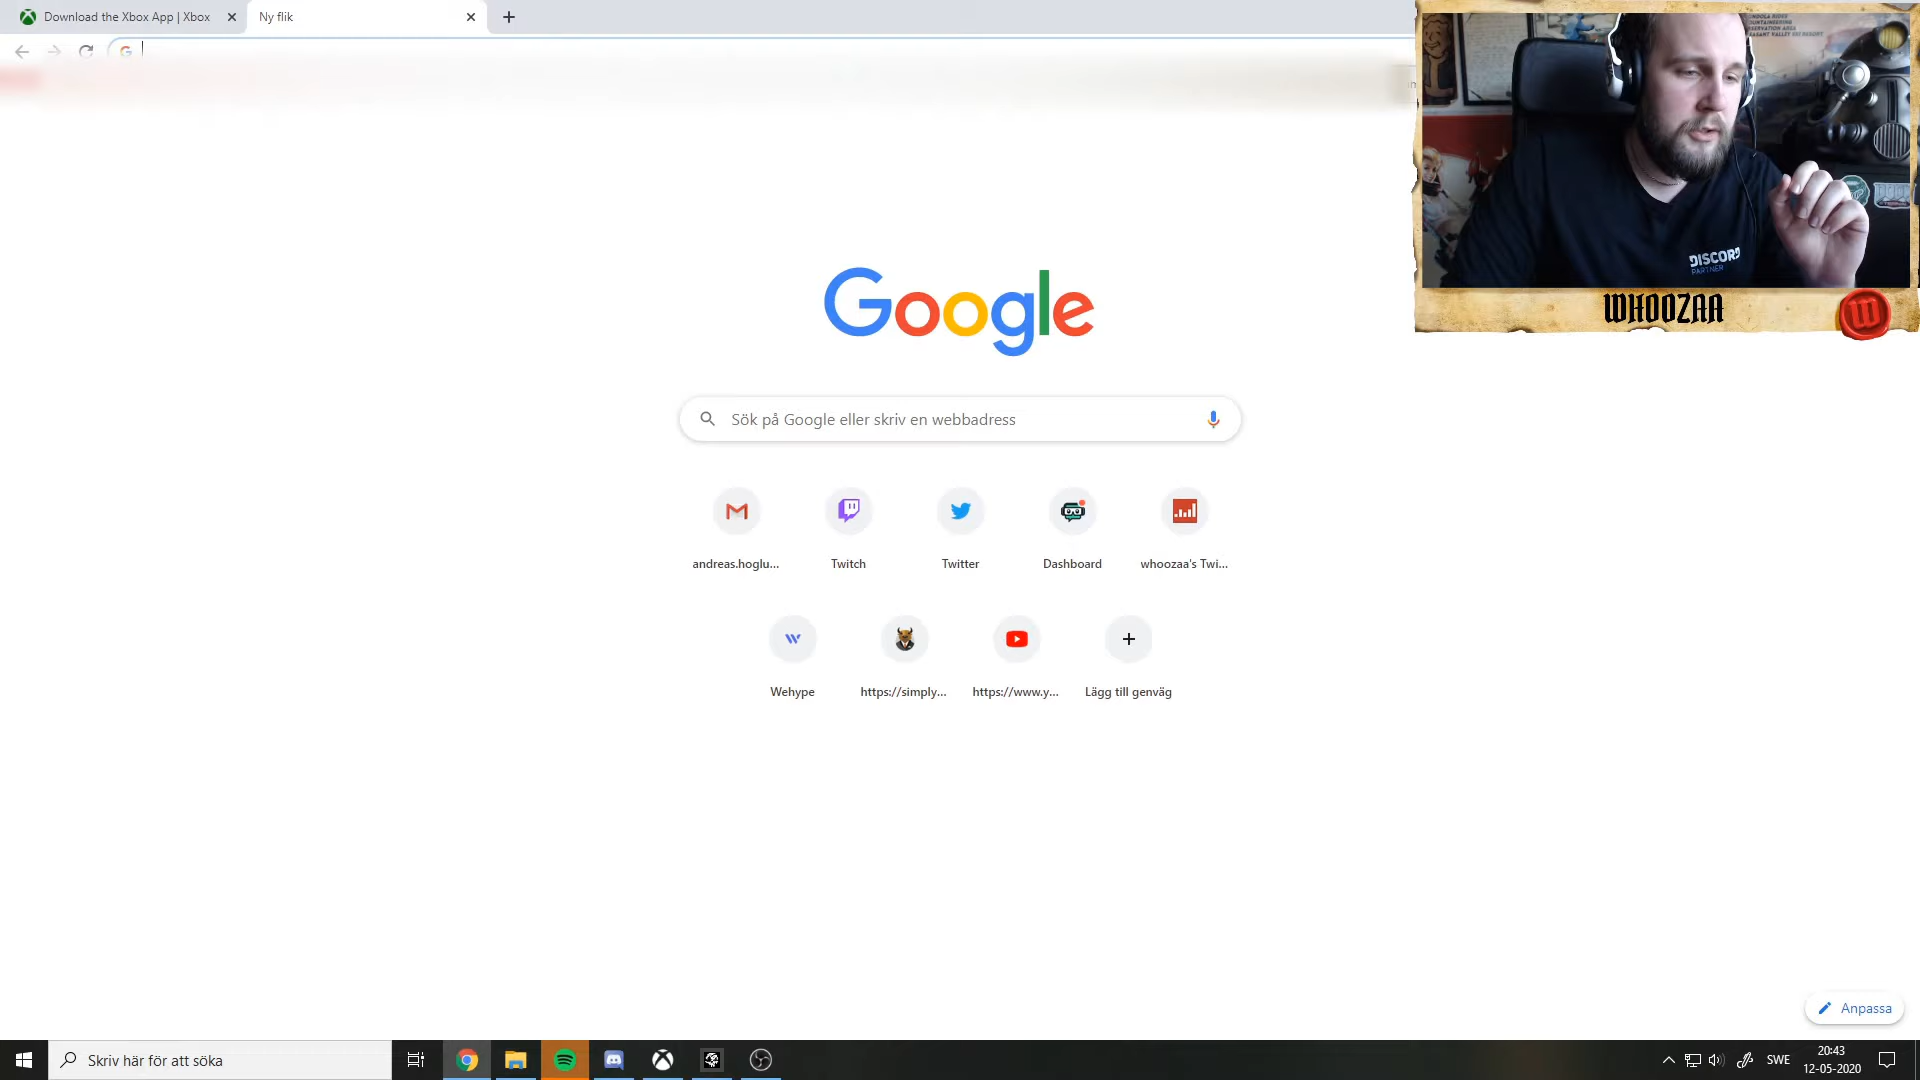 Download the Xbox App | Xbox
Ny flik
Google
Sök på Google eller skriv en webbadress
andreas.hoglu...
Twitch
Twitter
Dashboard
whoozaa's Twi...
Wehype
https://simply...
https://www.y...
Lägg till genväg
DISCORD
PARTNER
WHOOZAA
Anpassa
Skriv här för att söka
SWE
20:43
12-05-2020